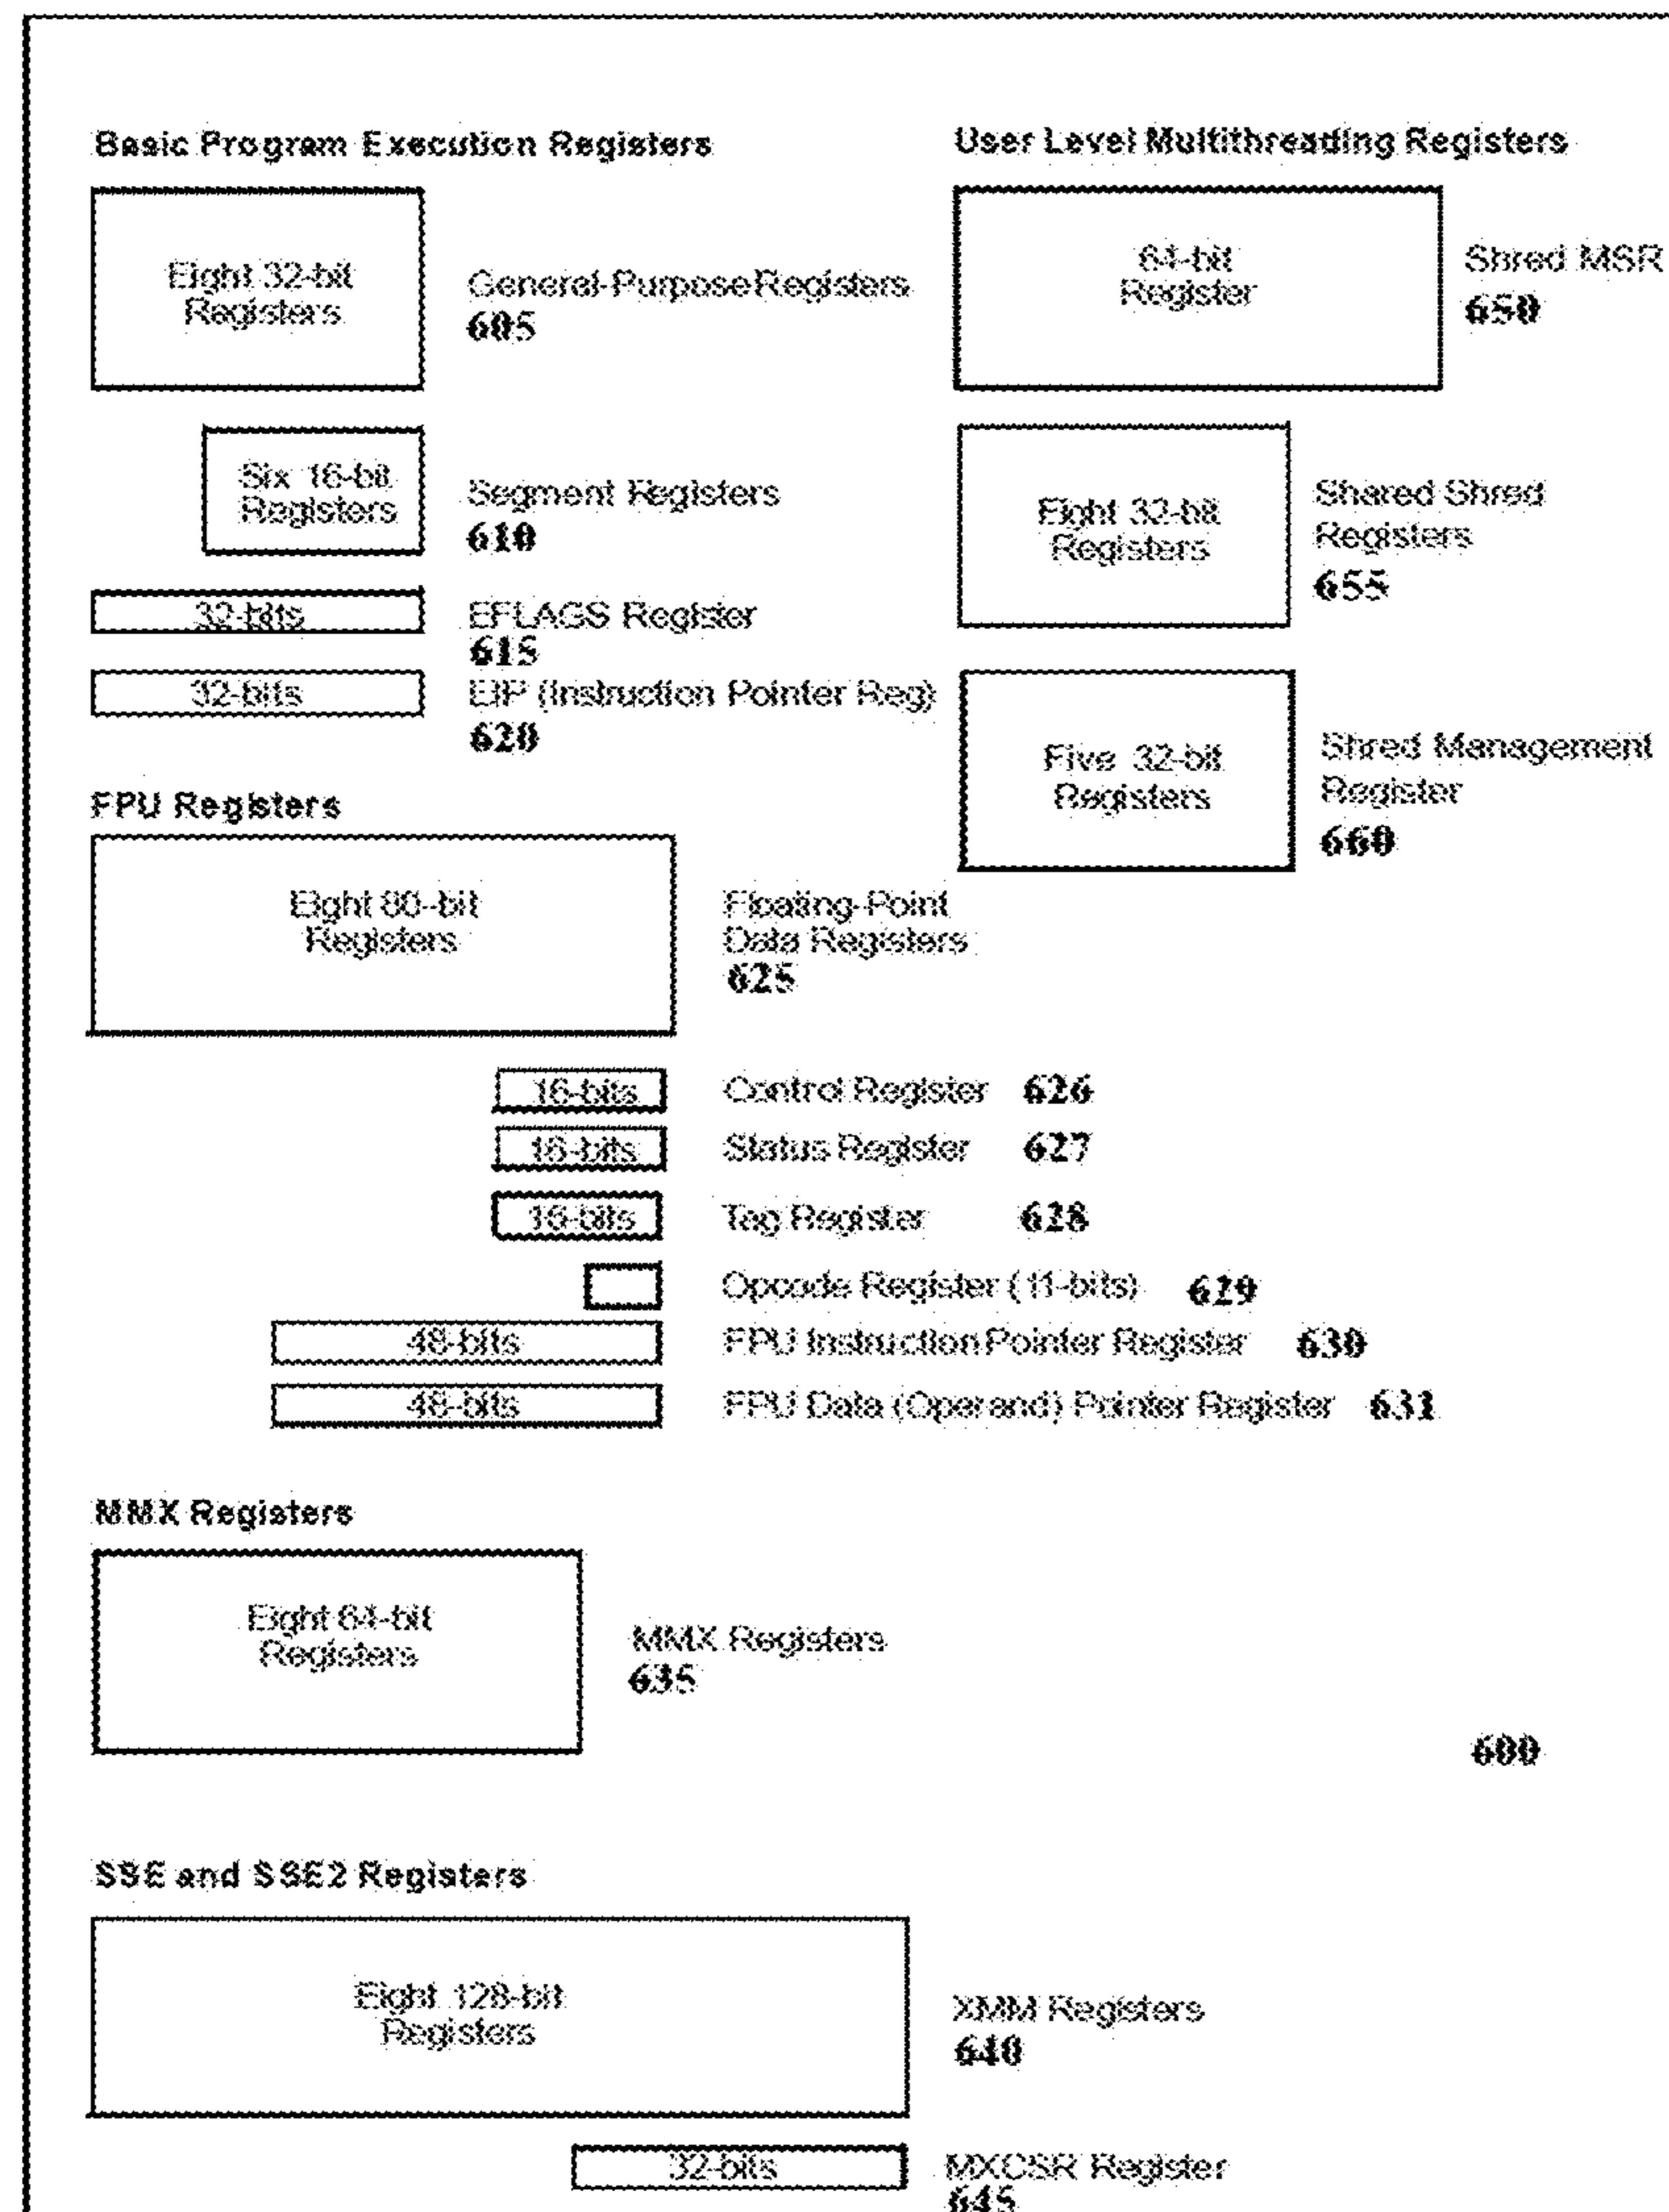 Basic Program Execution Registers
Eight 32-bit
Registers
General-Purpose Registers
605
Six 16-bit
Registers
Segment Registers
610
32-bits
EFLAGS Register
615
32-bits
EIP (Instruction Pointer Reg)
620
User Level Multithreading Registers
64-bit
Register
Shred MSR
650
Eight 32-bit
Registers
Shared Shred
Registers
655
Five 32-bit
Registers
Shred Management
Register
660
FPU Registers
Eight 80-bit
Registers
Floating-Point
Data Registers
625
16-bits Control Register 626
16-bits Status Register 627
16-bits Tag Register 628
Opcode Register (11-bits) 629
48-bits FPU Instruction Pointer Register 630
48-bits FPU Data (Operand) Pointer Register 631
MMX Registers
Eight 64-bit
Registers
MMX Registers
635
600
SSE and SSE2 Registers
Eight 128-bit
Registers
XMM Registers
640
32-bits
MXCSR Register
645